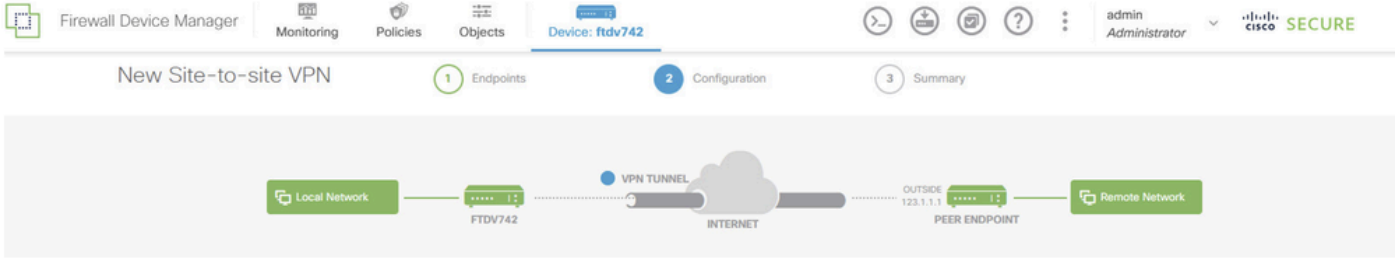 Firewall Device Manager
Monitoring
Policies
Objects
Device: ftdv742
>_
?
admin
Administrator
cisco SECURE
New Site-to-site VPN
1 Endpoints
2 Configuration
3 Summary
VPN TUNNEL
Local Network
OUTSIDE
123.1.1.1
Remote Network
FTDV742
INTERNET
PEER ENDPOINT